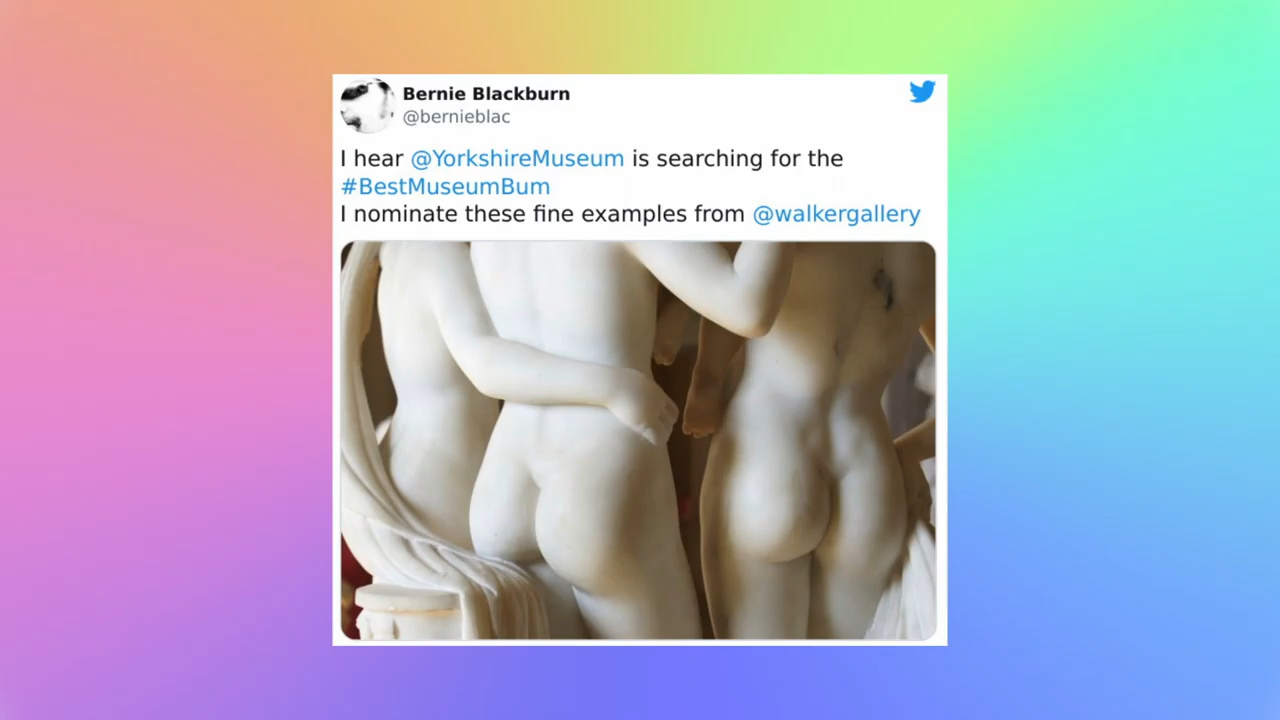 Bernie Blackburn
@bernieblac
I hear @YorkshireMuseum is searching for the
#BestMuseumBum
I nominate these fine examples from @walkergallery